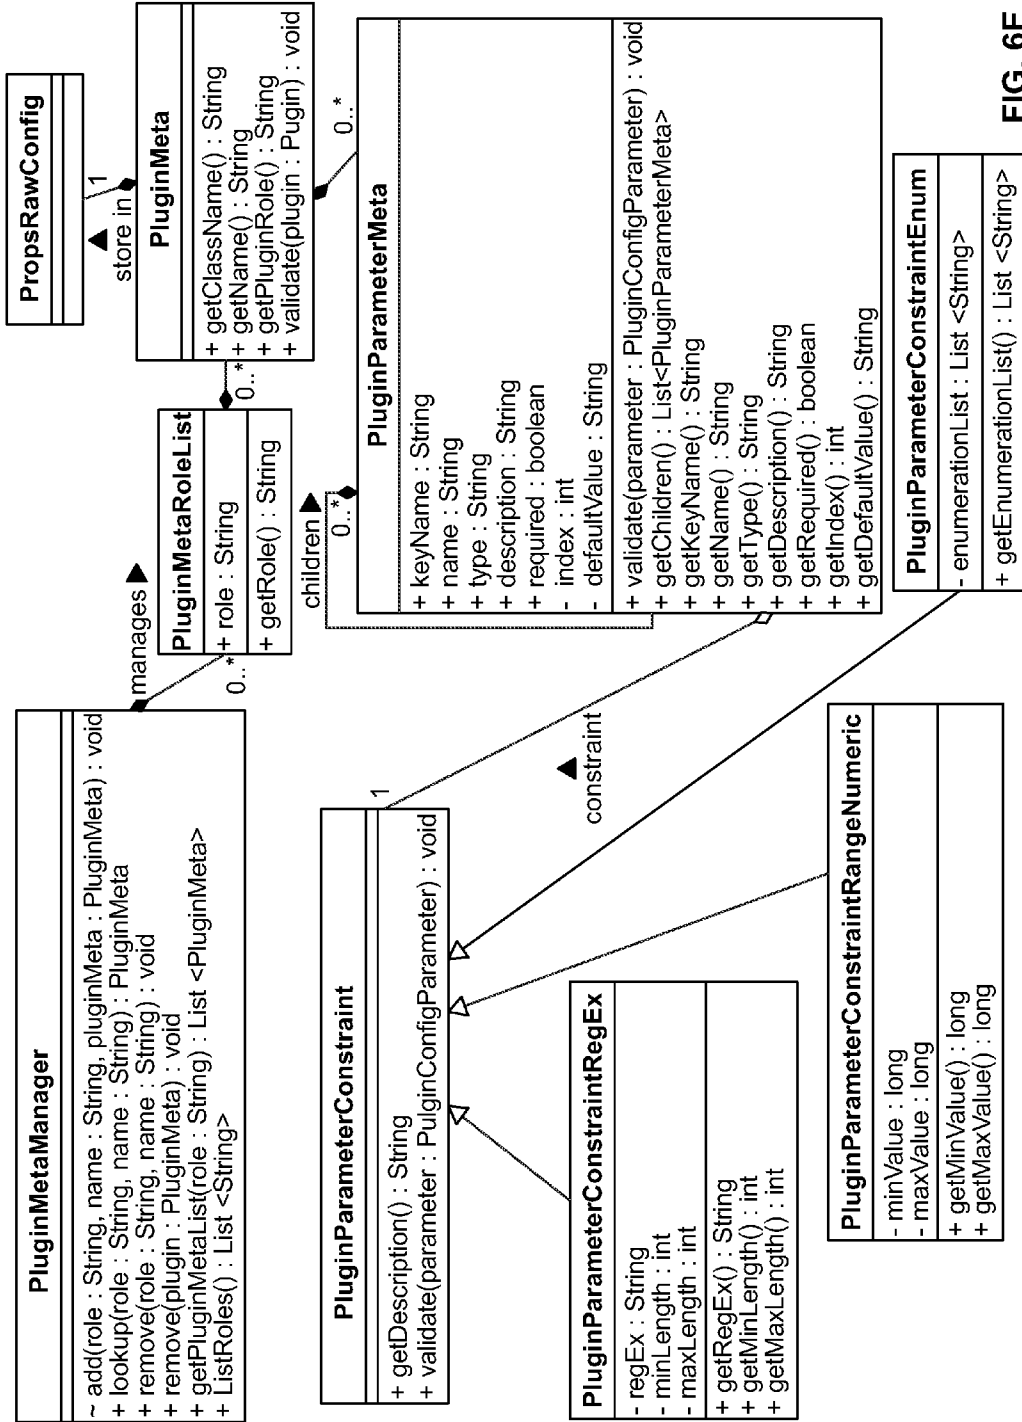 PluginMetaManager
~ add(role : String, name : String, pluginMeta : PluginMeta) : void
+ lookup(role : String, name : String) : PluginMeta
+ remove(role : String, name : String) : void
+ remove(plugin : PluginMeta) : void
+ getPluginMetaList(role : String) : List <PluginMeta>
+ ListRoles() : List <String>
manages
0..*
PluginMetaRoleList
+ role : String
+ getRole() : String
0..*
PropsRawConfig
1
store in
PluginMeta
+ getClassName() : String
+ getName() : String
+ getPluginRole() : String
+ validate(plugin : Pugin) : void
0..*
children
0..*
PluginParameterMeta
+ keyName : String
+ name : String
+ type : String
+ description : String
+ required : boolean
- index : int
- defaultValue : String
+ validate(parameter : PluginConfigParameter) : void
+ getChildren() : List<PluginParameterMeta>
+ getKeyName() : String
+ getName() : String
+ getType() : String
+ getDescription() : String
+ getRequired() : boolean
+ getIndex() : int
+ getDefaultValue() : String
1
constraint
PluginParameterConstraint
+ getDescription() : String
+ validate(parameter : PulginConfigParameter) : void
PluginParameterConstraintRegEx
- regEx : String
- minLength : int
- maxLength : int
+ getRegEx() : String
+ getMinLength() : int
+ getMaxLength() : int
PluginParameterConstraintRangeNumeric
- minValue : long
- maxValue : long
+ getMinValue() : long
+ getMaxValue() : long
PluginParameterConstraintEnum
- enumerationList : List <String>
+ getEnumerationList() : List <String>
FIG. 6E